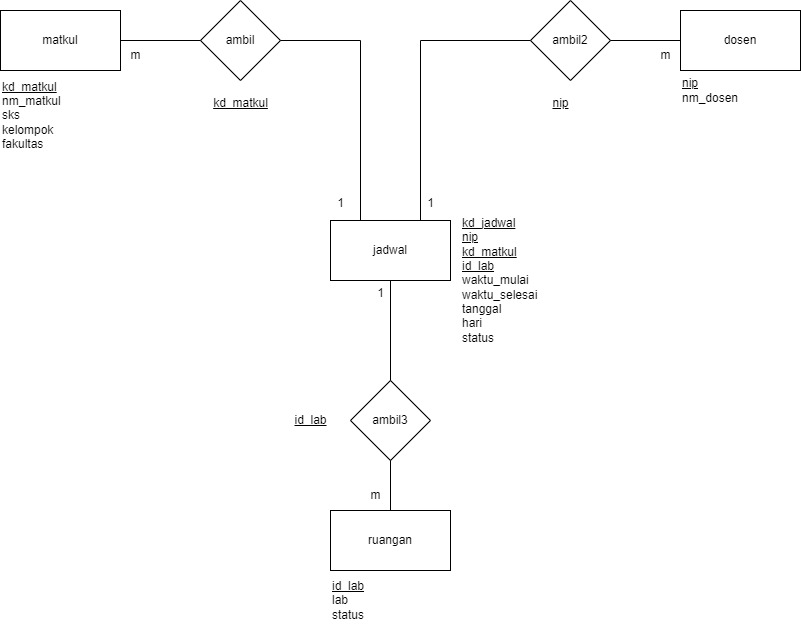 matkul
ambil
ambil2
dosen
m
m
kd_matkul
nm_matkul
sks
kelompok
fakultas
kd_matkul
nip
nip
nm_dosen
1
1
jadwal
kd_jadwal
nip
kd_matkul
id_lab
waktu_mulai
waktu_selesai
tanggal
hari
status
1
id_lab
ambil3
m
ruangan
id_lab
lab
status